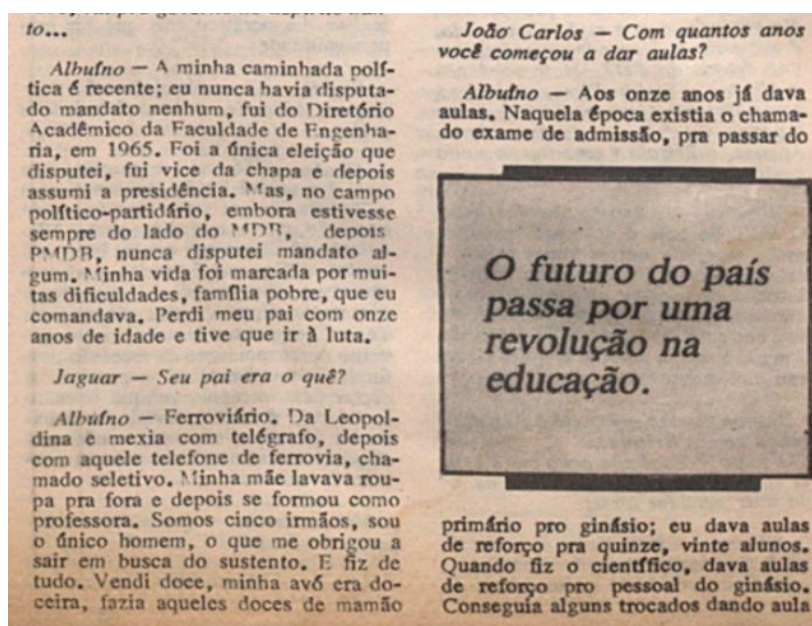 to...
Albuíno — A minha caminhada polí-
tica é recente; eu nunca havia disputa-
do mandato nenhum, fui do Diretório
Acadêmico da Faculdade de Engenha-
ria, em 1965. Foi a única eleição que
disputei, fui vice da chapa e depois
assumi a presidência. Mas, no campo
político-partidário, embora estivesse
sempre do lado do MDB, depois
PMDB, nunca disputei mandato al-
gum. Minha vida foi marcada por mui-
tas dificuldades, família pobre, que eu
comandava. Perdi meu pai com onze
anos de idade e tive que ir à luta.
Jaguar — Seu pai era o quê?
Albuíno — Ferroviário. Da Leopol-
dina e mexia com telégrafo, depois
com aquele telefone de ferrovia, cha-
mado seletivo. Minha mãe lavava rou-
pa pra fora e depois se formou como
professora. Somos cinco irmãos, sou
o único homem, o que me obrigou a
sair em busca do sustento. E fiz de
tudo. Vendi doce, minha avó era do-
ceira, fazia aqueles doces de mamão
João Carlos — Com quantos anos
você começou a dar aulas?
Albuíno — Aos onze anos já dava
aulas. Naquela época existia o chama-
do exame de admissão, pra passar do
O futuro do país
passa por uma
revolução na
educação.
primário pro ginásio; eu dava aulas
de reforço pra quinze, vinte alunos.
Quando fiz o científico, dava aulas
de reforço pro pessoal do ginásio.
Conseguia alguns trocados dando aula